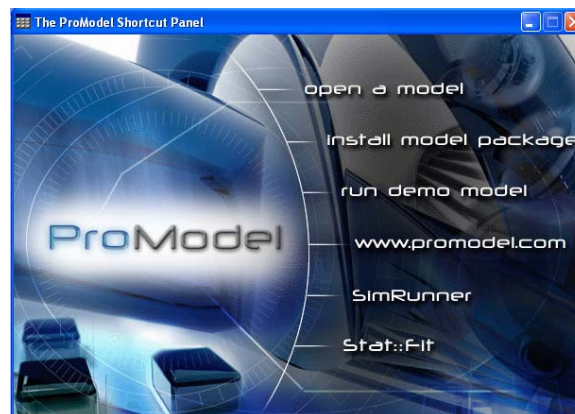 The ProModel Shortcut Panel
open a model
Install model package
run demo model
ProModel
www.promodel.com
SimRunner
Stat::Fit